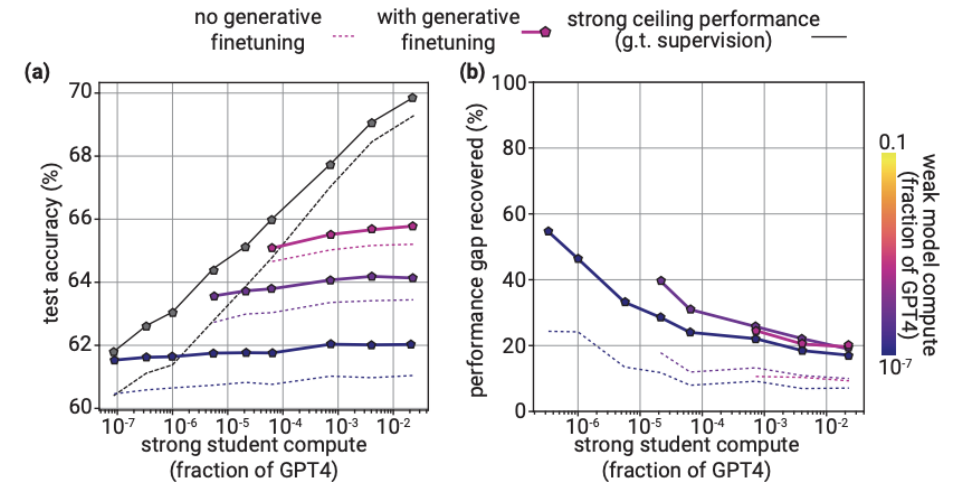 no generative finetuning
with generative finetuning
strong ceiling performance (g.t. supervision)
(a)
test accuracy (%)
70
68
66
64
62
60
10-7 10-6 10-5 10-4 10-3 10-2
strong student compute
(fraction of GPT4)
(b)
performance gap recovered (%)
100
80
60
40
20
0
10-6 10-5 10-4 10-3 10-2
strong student compute
(fraction of GPT4)
0.1
10-7
weak model compute
(fraction of GPT4)